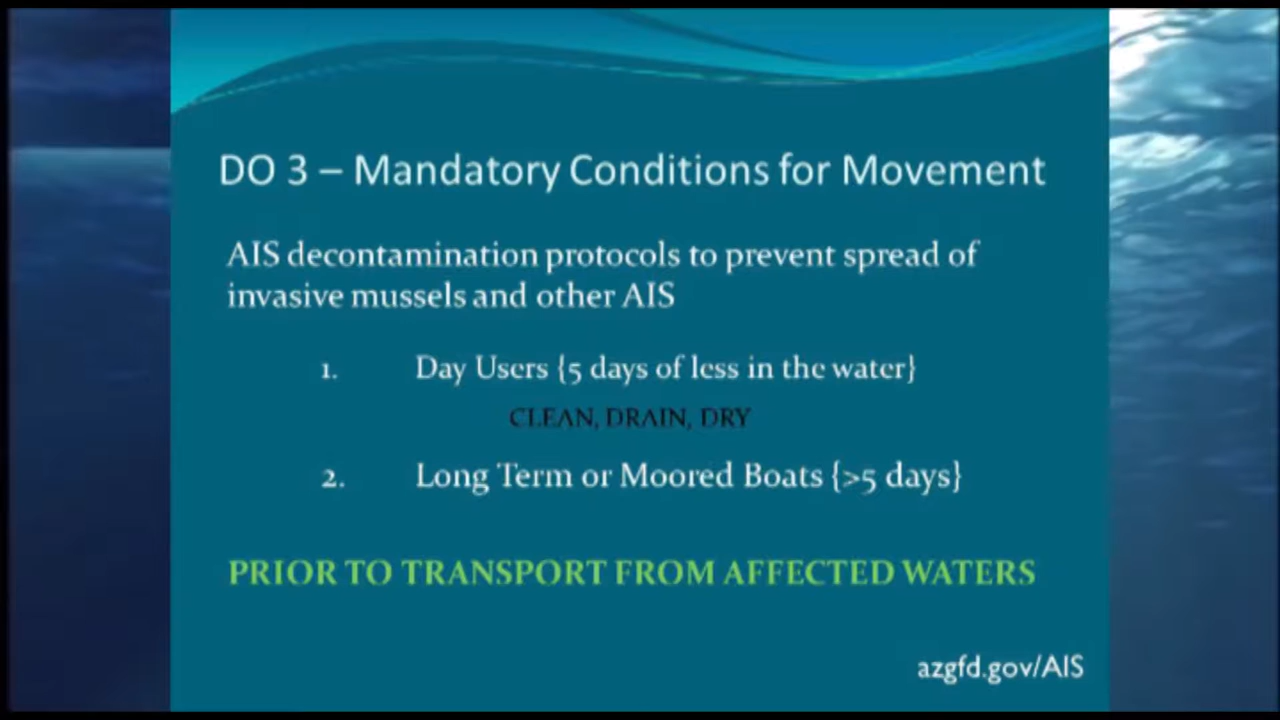 DO 3 – Mandatory Conditions for Movement
AIS decontamination protocols to prevent spread of
invasive mussels and other AIS
1. Day Users {5 days of less in the water}
CLEAN, DRAIN, DRY
2. Long Term or Moored Boats {>5 days}
PRIOR TO TRANSPORT FROM AFFECTED WATERS
azgfd.gov/AIS